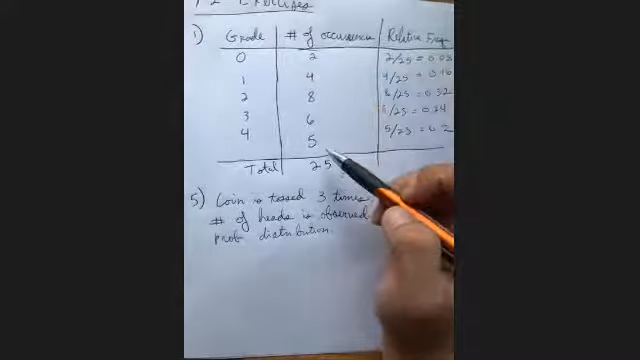 Exercises
1) Grade # of occurrences Relative Freq
0 2 2/25 = 0.08
1 4 4/25 = 0.16
2 8 8/25 = 0.32
3 6 6/25 = 0.24
4 5 5/25 = 0.2
Total 25
5) Coin is tossed 3 times,
# of heads is observed
prob distribution.